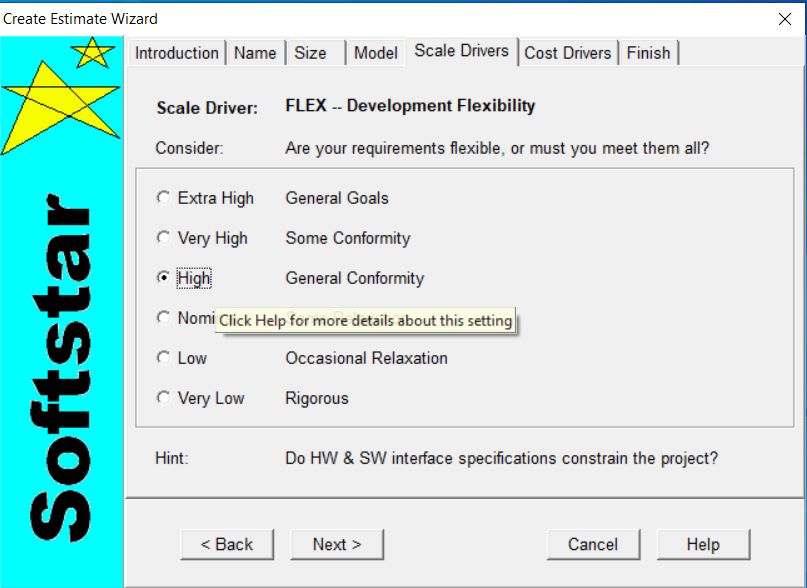 Create Estimate Wizard
Introduction Name Size Model Scale Drivers Cost Drivers Finish
Softstar
Scale Driver: FLEX -- Development Flexibility
Consider: Are your requirements flexible, or must you meet them all?
Extra High General Goals
Very High Some Conformity
High General Conformity
Nomi
Click Help for more details about this setting
Low Occasional Relaxation
Very Low Rigorous
Hint: Do HW & SW interface specifications constrain the project?
< Back Next > Cancel Help